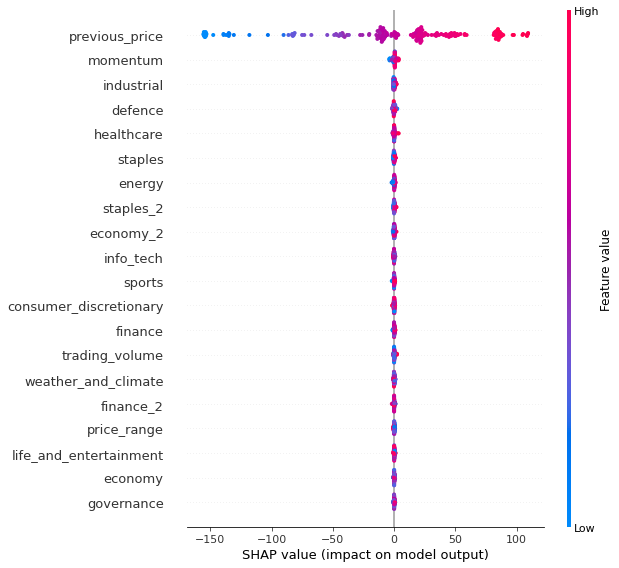 High
previous_price
momentum
industrial
defence
healthcare
staples
energy
staples_2
economy_2
info_tech
sports
consumer_discretionary
finance
trading_volume
weather_and_climate
finance_2
price_range
life_and_entertainment
economy
governance
Feature value
Low
−150 −100 −50 0 50 100
SHAP value (impact on model output)